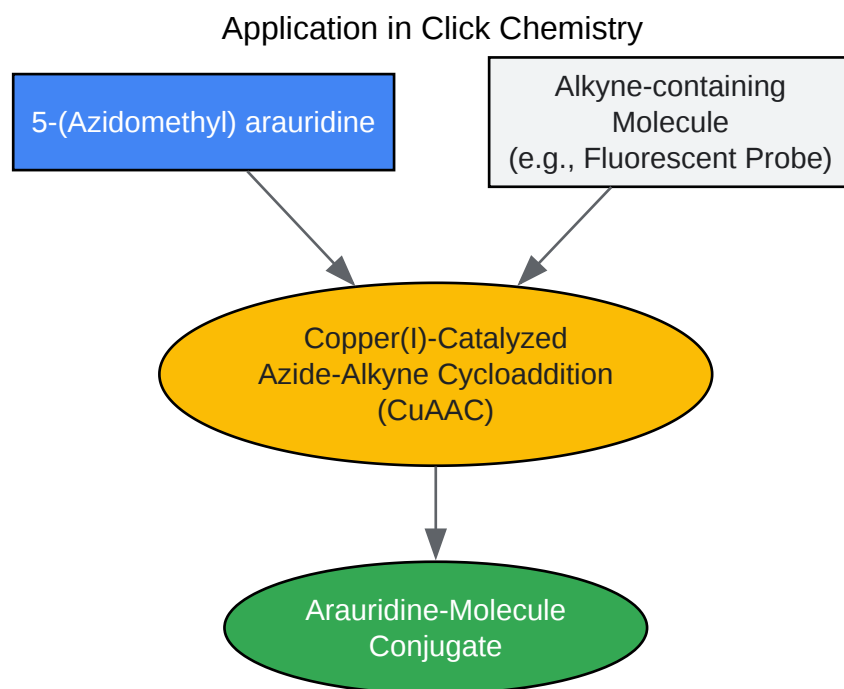 Application in Click Chemistry
5-(Azidomethyl) arauridine
Alkyne-containing
Molecule
(e.g., Fluorescent Probe)
Copper(I)-Catalyzed
Azide-Alkyne Cycloaddition
(CuAAC)
Arauridine-Molecule
Conjugate